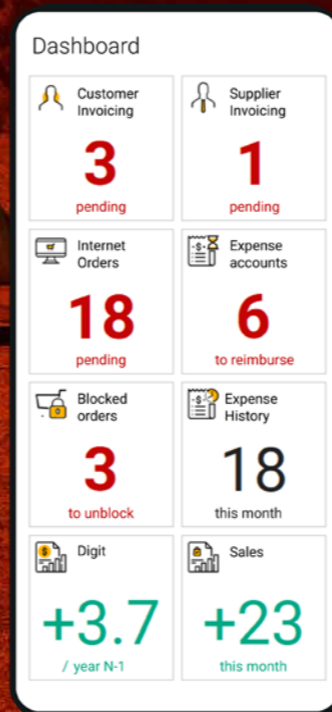 Dashboard
Customer
Invoicing
3
pending
Supplier
Invoicing
1
pending
Internet
Orders
18
pending
Expense
accounts
6
to reimburse
Blocked
orders
3
to unblock
Expense
History
18
this month
Digit
+3.7
/ year N-1
Sales
+23
this month